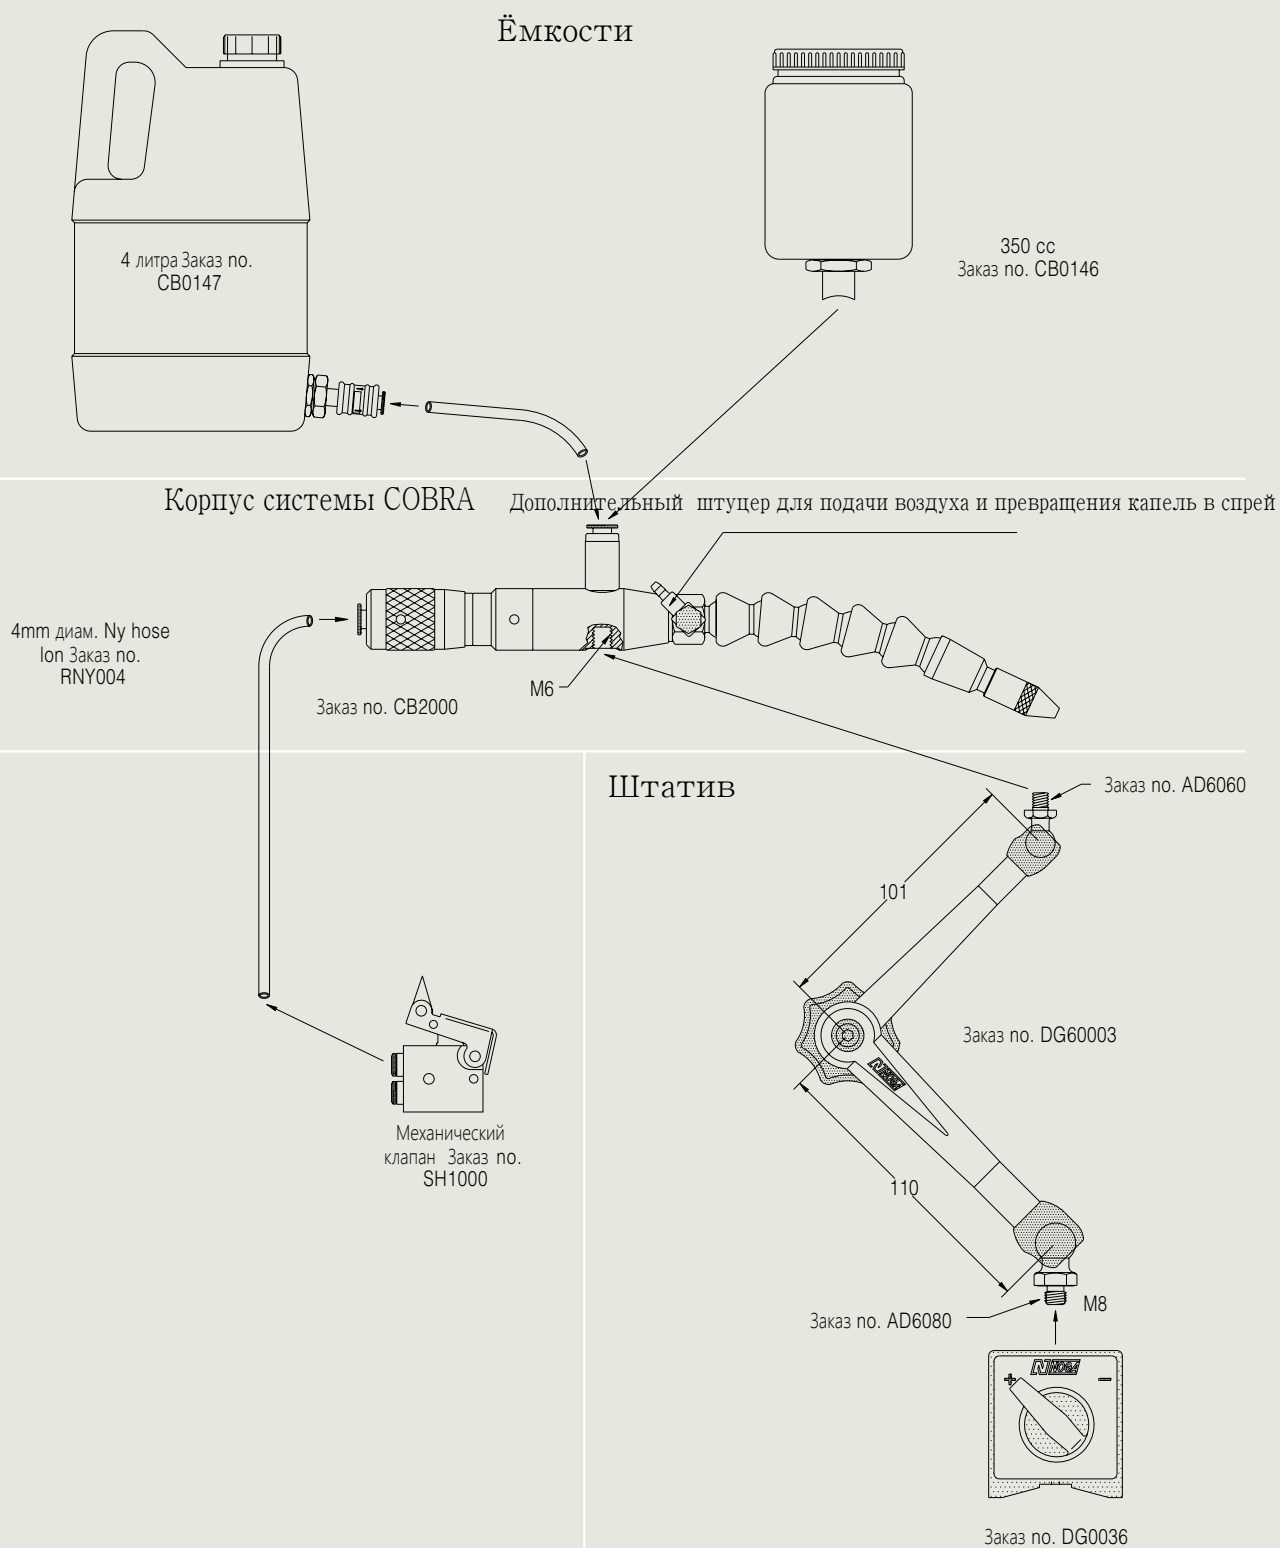 Ёмкости
4 литра Заказ no.
CB0147
350 cc
Заказ no. CB0146
Корпус системы COBRA
Дополнительный штуцер для подачи воздуха и превращения капель в спрей
4mm диам. Ny hose
lon Заказ no.
RNY004
Заказ no. CB2000
M6
Штатив
Заказ no. AD6060
101
Заказ no. DG60003
NOGA
Механический
клапан Заказ no.
SH1000
110
Заказ no. AD6080
M8
NOGA
+ −
Заказ no. DG0036